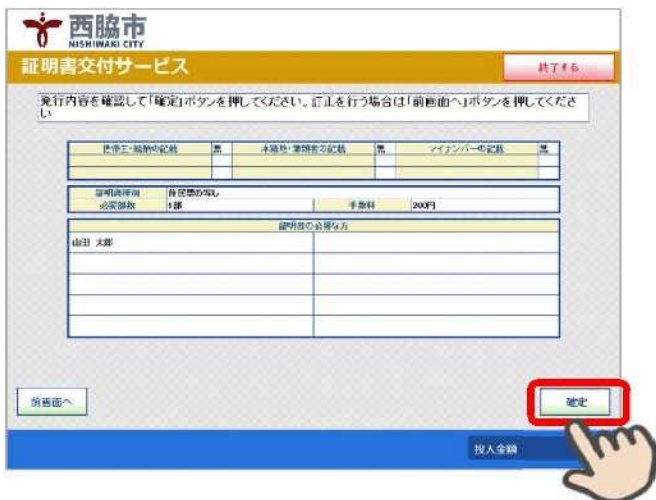 西脇市
NISHIWAKI CITY
証明書交付サービス
終了する
発行内容を確認して「確定」ボタンを押してください。訂正を行う場合は「前画面へ」ボタンを押してくださ
い
世帯主・続柄の記載 無 本籍地・筆頭者の記載 無 マイナンバーの記載 無
証明書種別 住民票の写し
必要部数 1部 手数料 200円
証明書の必要な方
山田 太郎
前画面へ
確定
投入金額